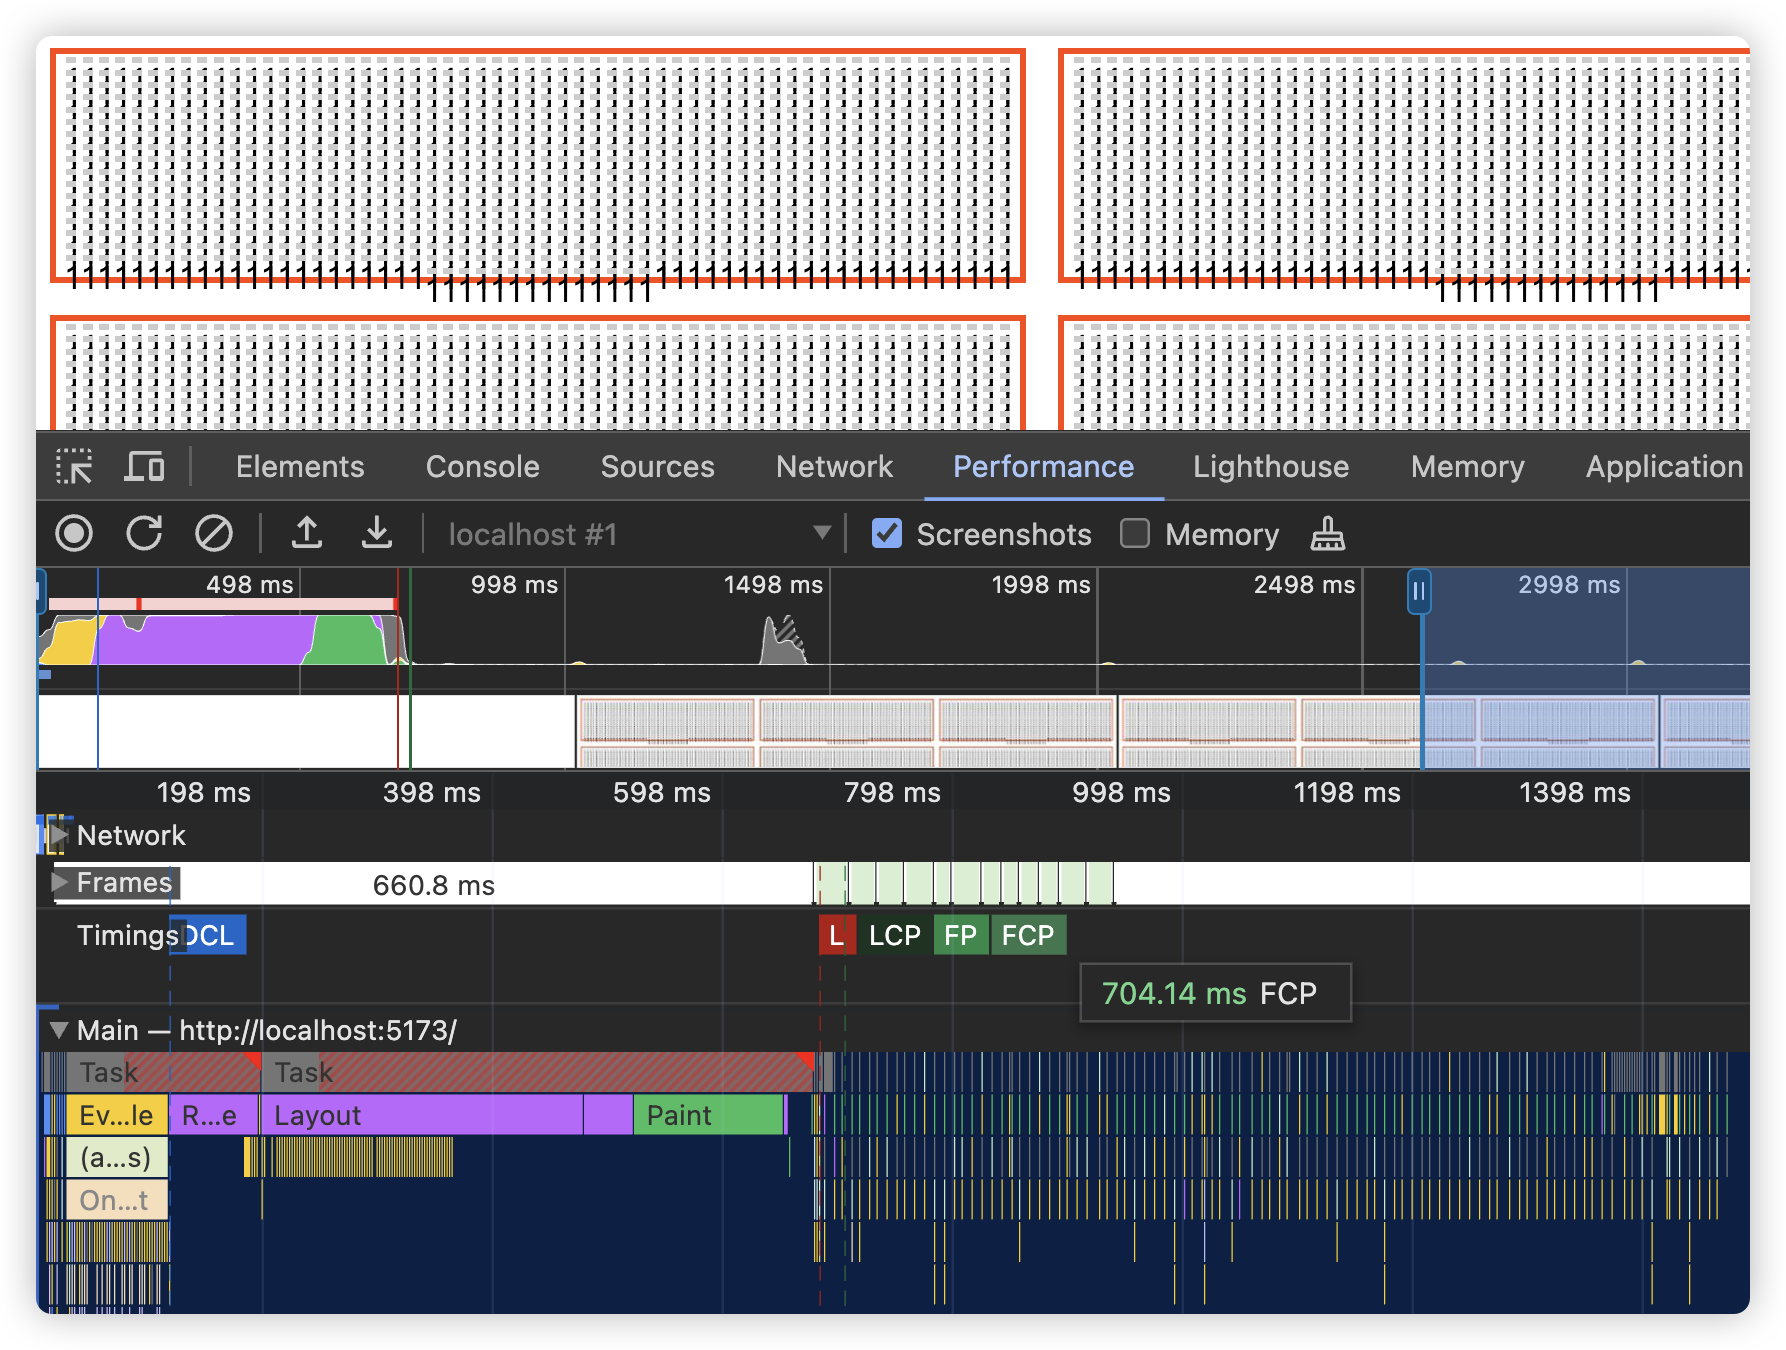 Elements Console Sources Network Performance Lighthouse Memory Application
localhost #1 Screenshots Memory
498 ms 998 ms 1498 ms 1998 ms 2498 ms 2998 ms
198 ms 398 ms 598 ms 798 ms 998 ms 1198 ms 1398 ms
Network
Frames 660.8 ms
Timings DCL L LCP FP FCP
704.14 ms FCP
Main — http://localhost:5173/
Task Task
Ev...le R...e Layout Paint
(a...s)
On...t